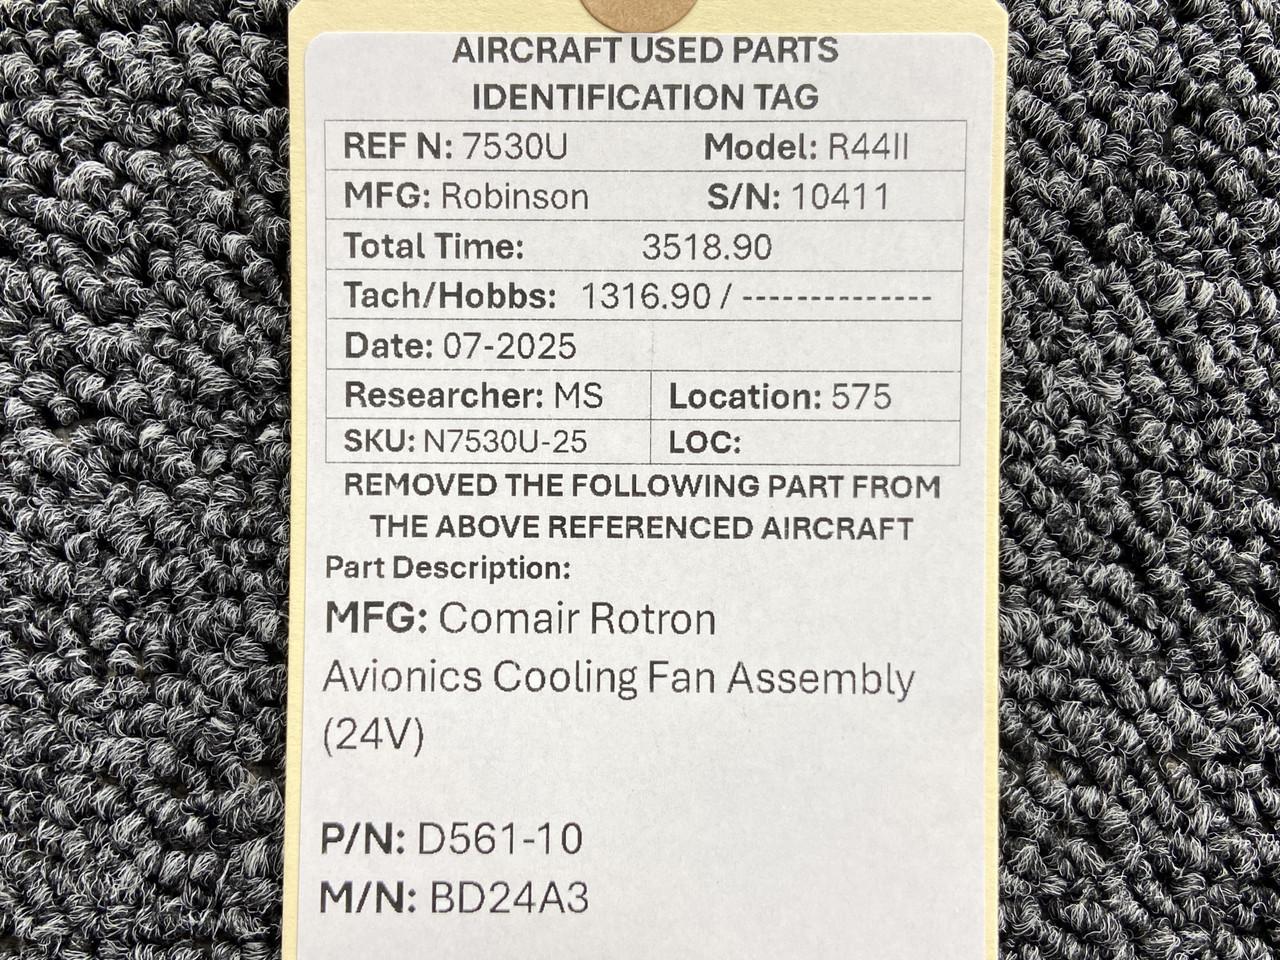 AIRCRAFT USED PARTS
IDENTIFICATION TAG
REF N: 7530U Model: R44II
MFG: Robinson S/N: 10411
Total Time: 3518.90
Tach/Hobbs: 1316.90 / --------------
Date: 07-2025
Researcher: MS Location: 575
SKU: N7530U-25 LOC:
REMOVED THE FOLLOWING PART FROM
THE ABOVE REFERENCED AIRCRAFT
Part Description:
MFG: Comair Rotron
Avionics Cooling Fan Assembly
(24V)
P/N: D561-10
M/N: BD24A3